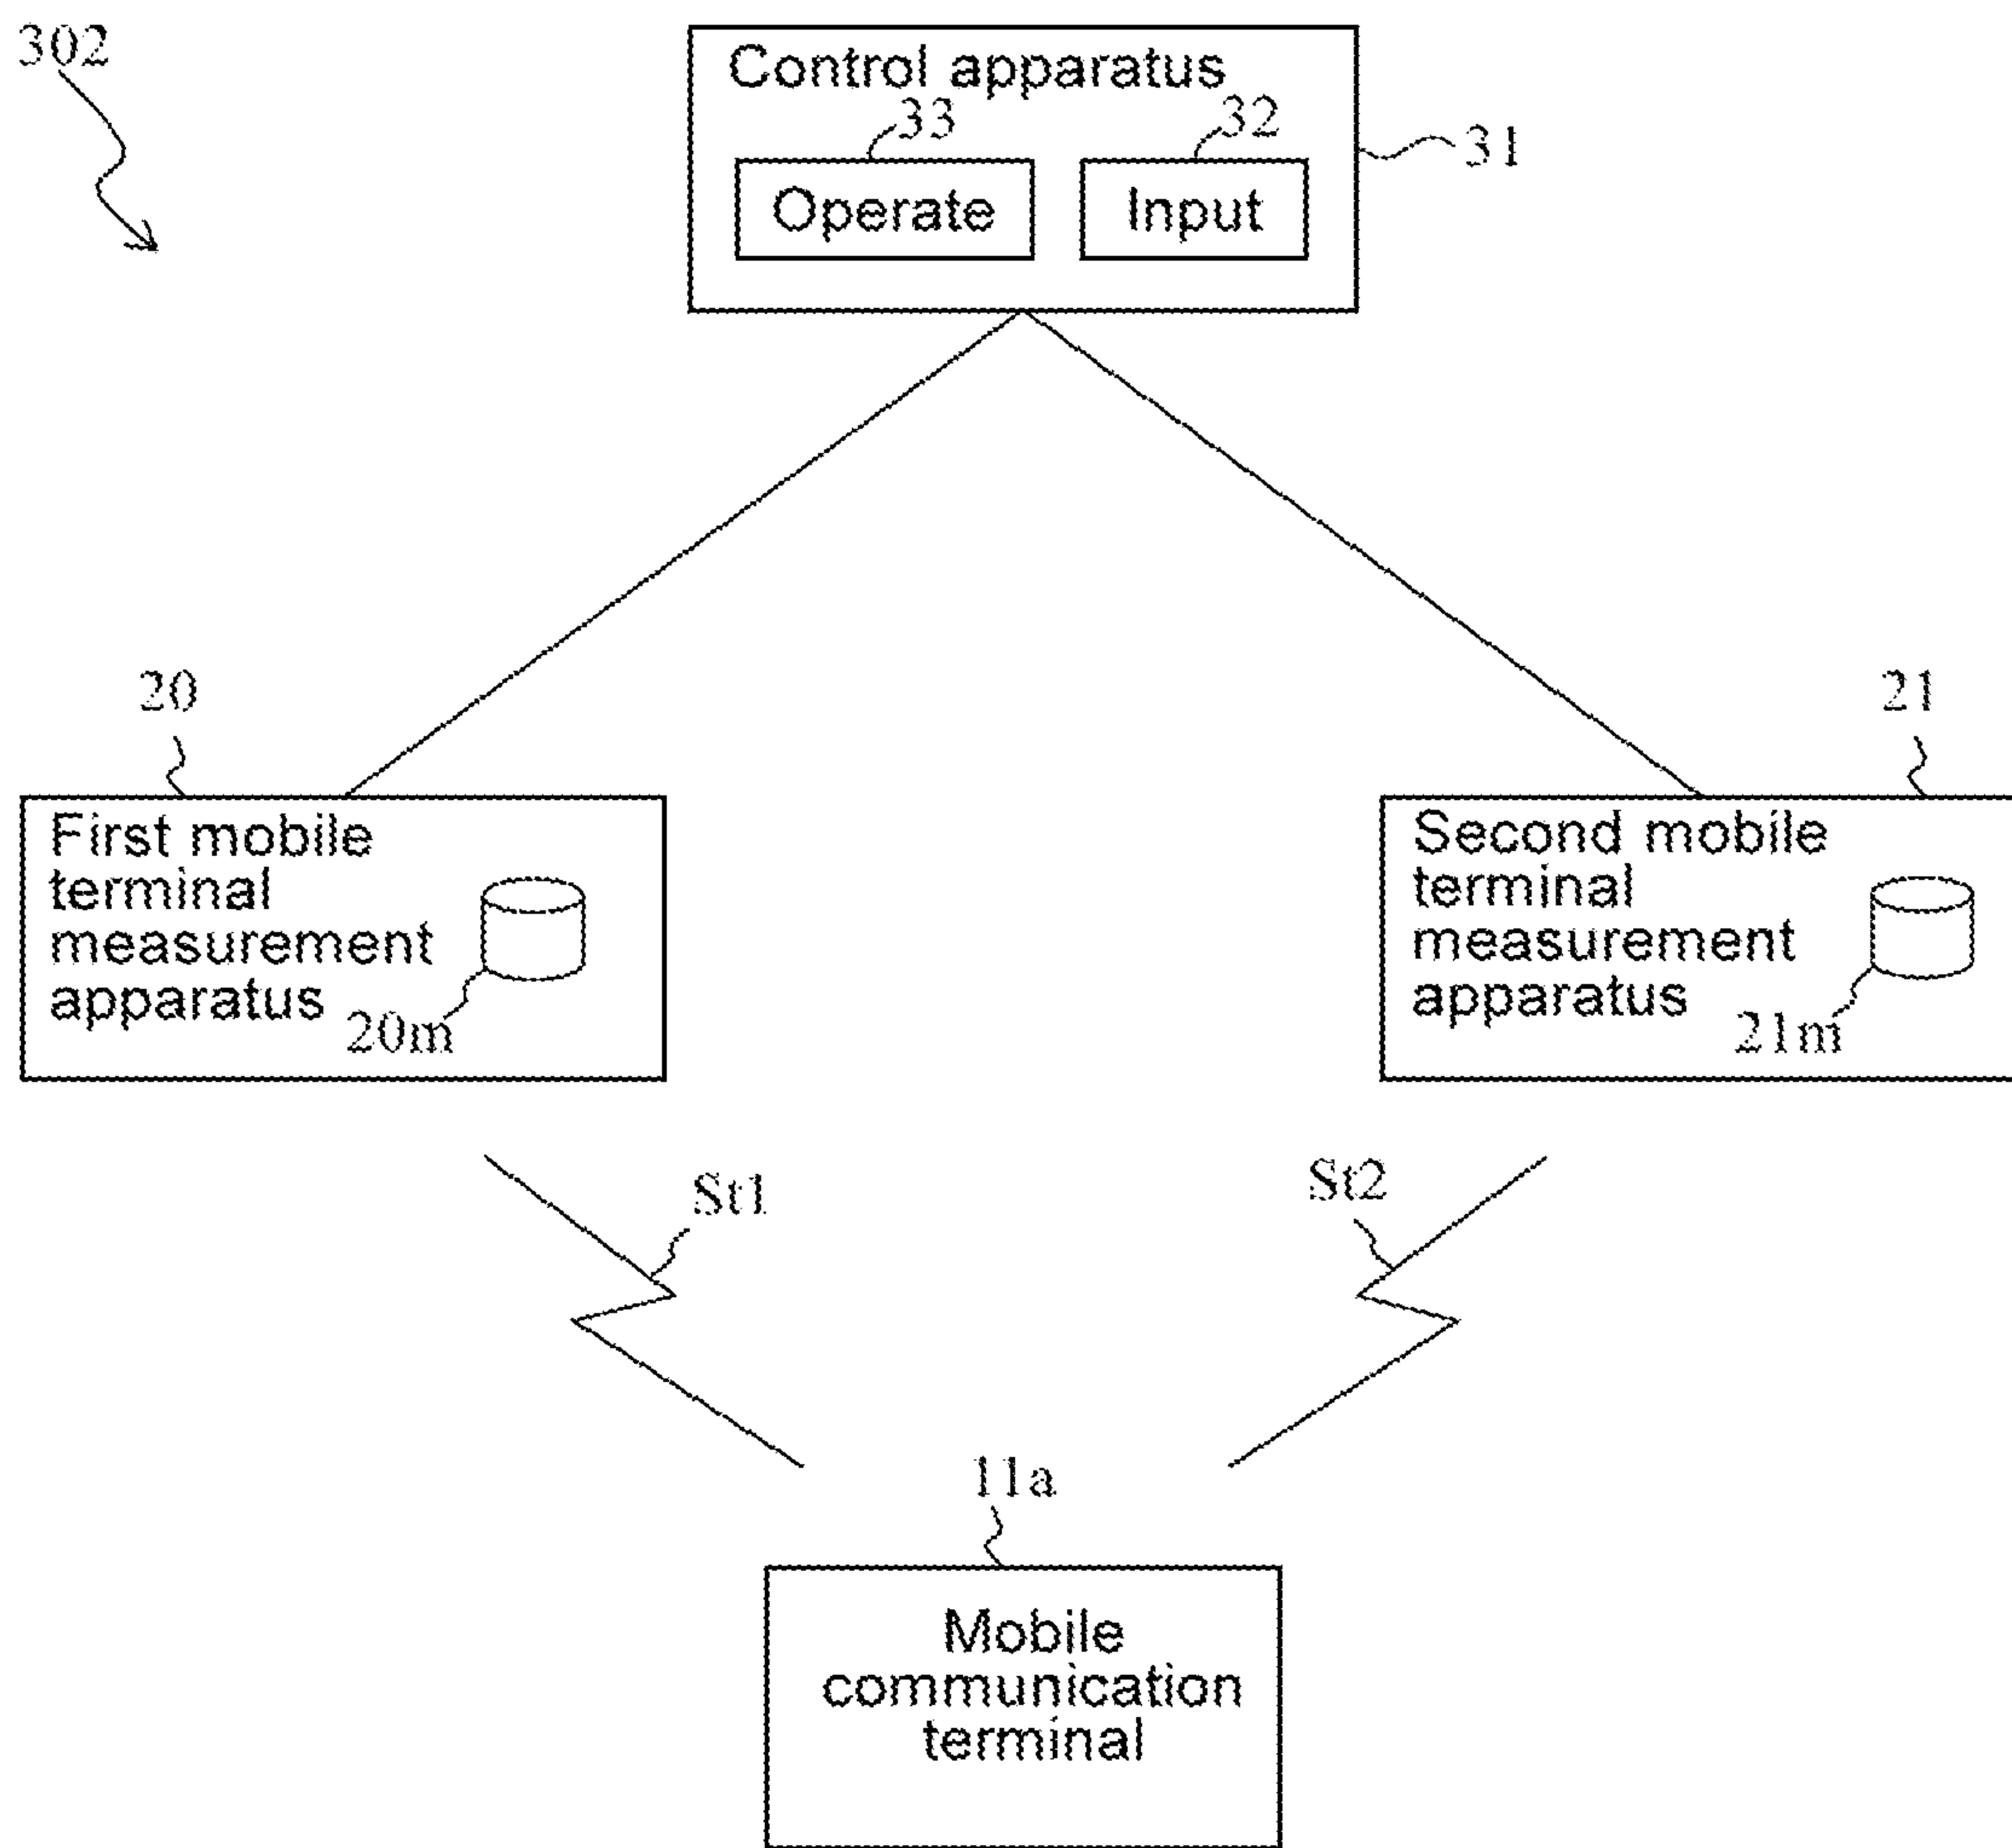 302
Control apparatus
33
32
31
Operate
Input
20
21
First mobile
terminal
measurement
apparatus
20m
Second mobile
terminal
measurement
apparatus
21m
St1
St2
11a
Mobile
communication
terminal